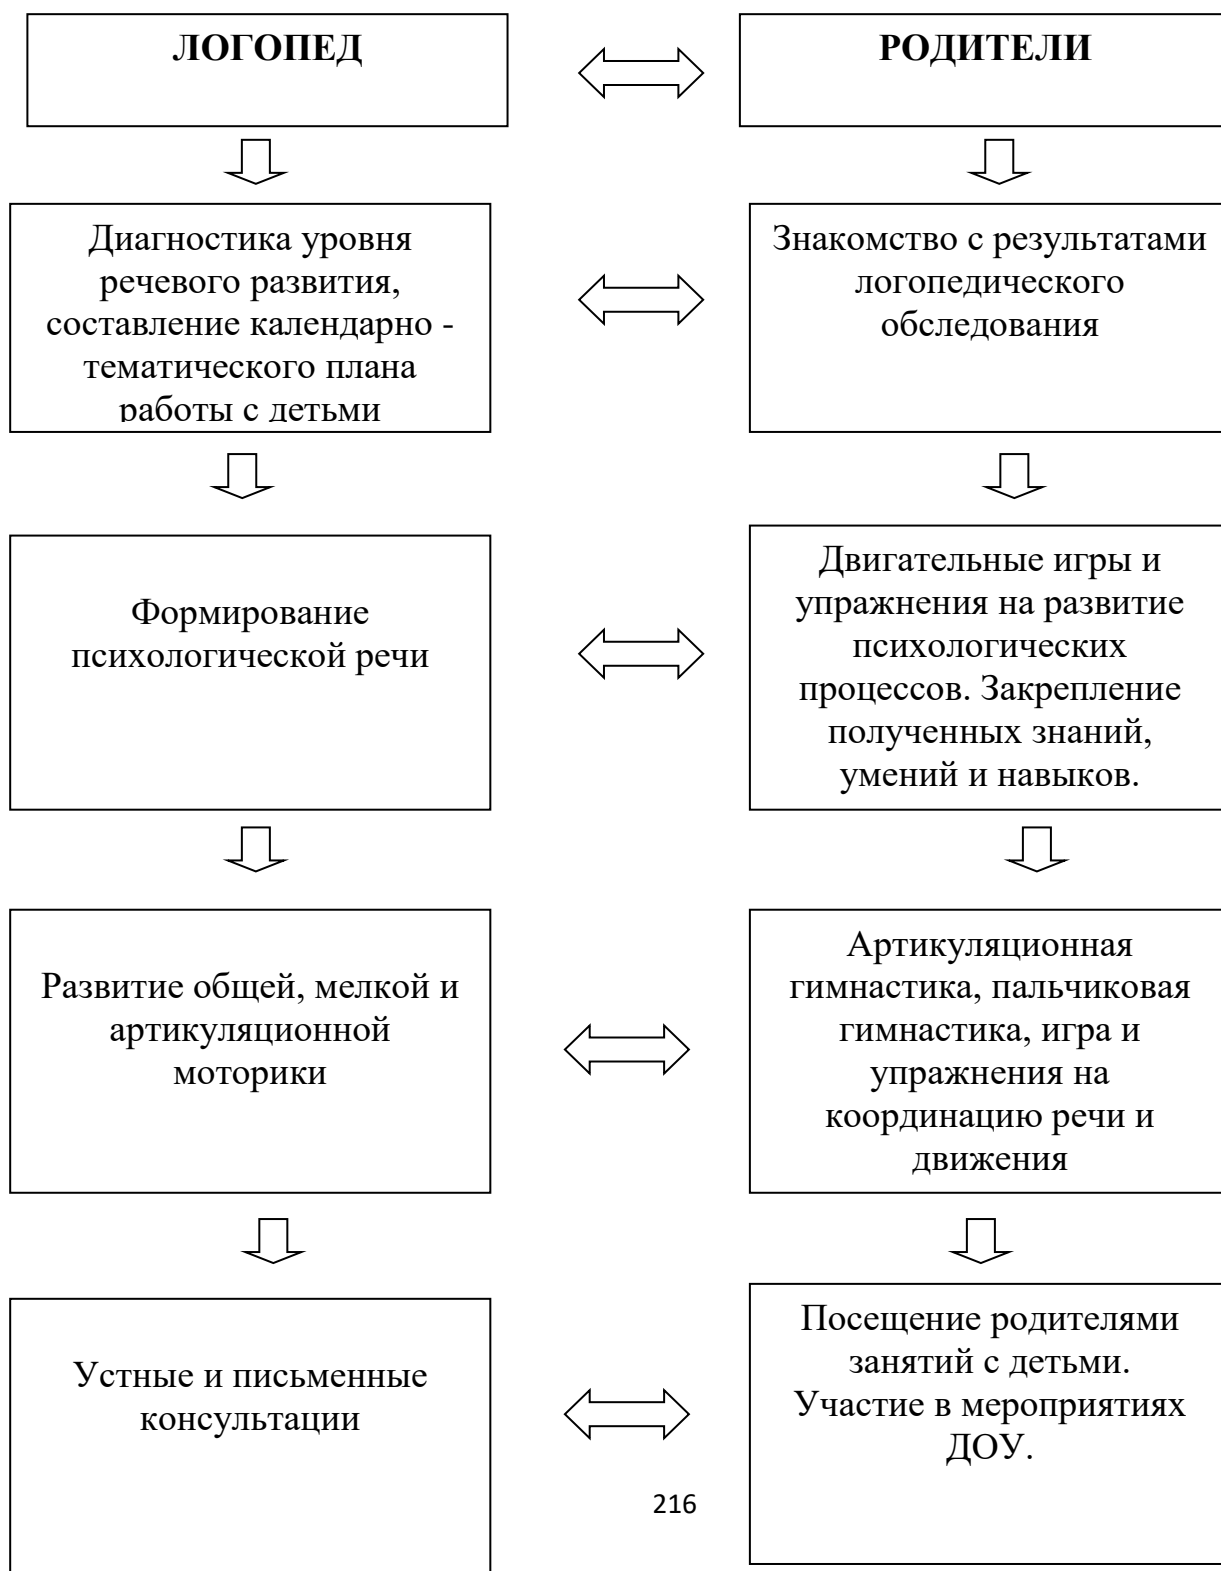 ЛОГОПЕД
РОДИТЕЛИ
Диагностика уровня
речевого развития,
составление календарно -
тематического плана
работы с детьми
Знакомство с результатами
логопедического
обследования
Формирование
психологической речи
Двигательные игры и
упражнения на развитие
психологических
процессов. Закрепление
полученных знаний,
умений и навыков.
Развитие общей, мелкой и
артикуляционной
моторики
Артикуляционная
гимнастика, пальчиковая
гимнастика, игра и
упражнения на
координацию речи и
движения
Устные и письменные
консультации
Посещение родителями
занятий с детьми.
Участие в мероприятиях
ДОУ.
216